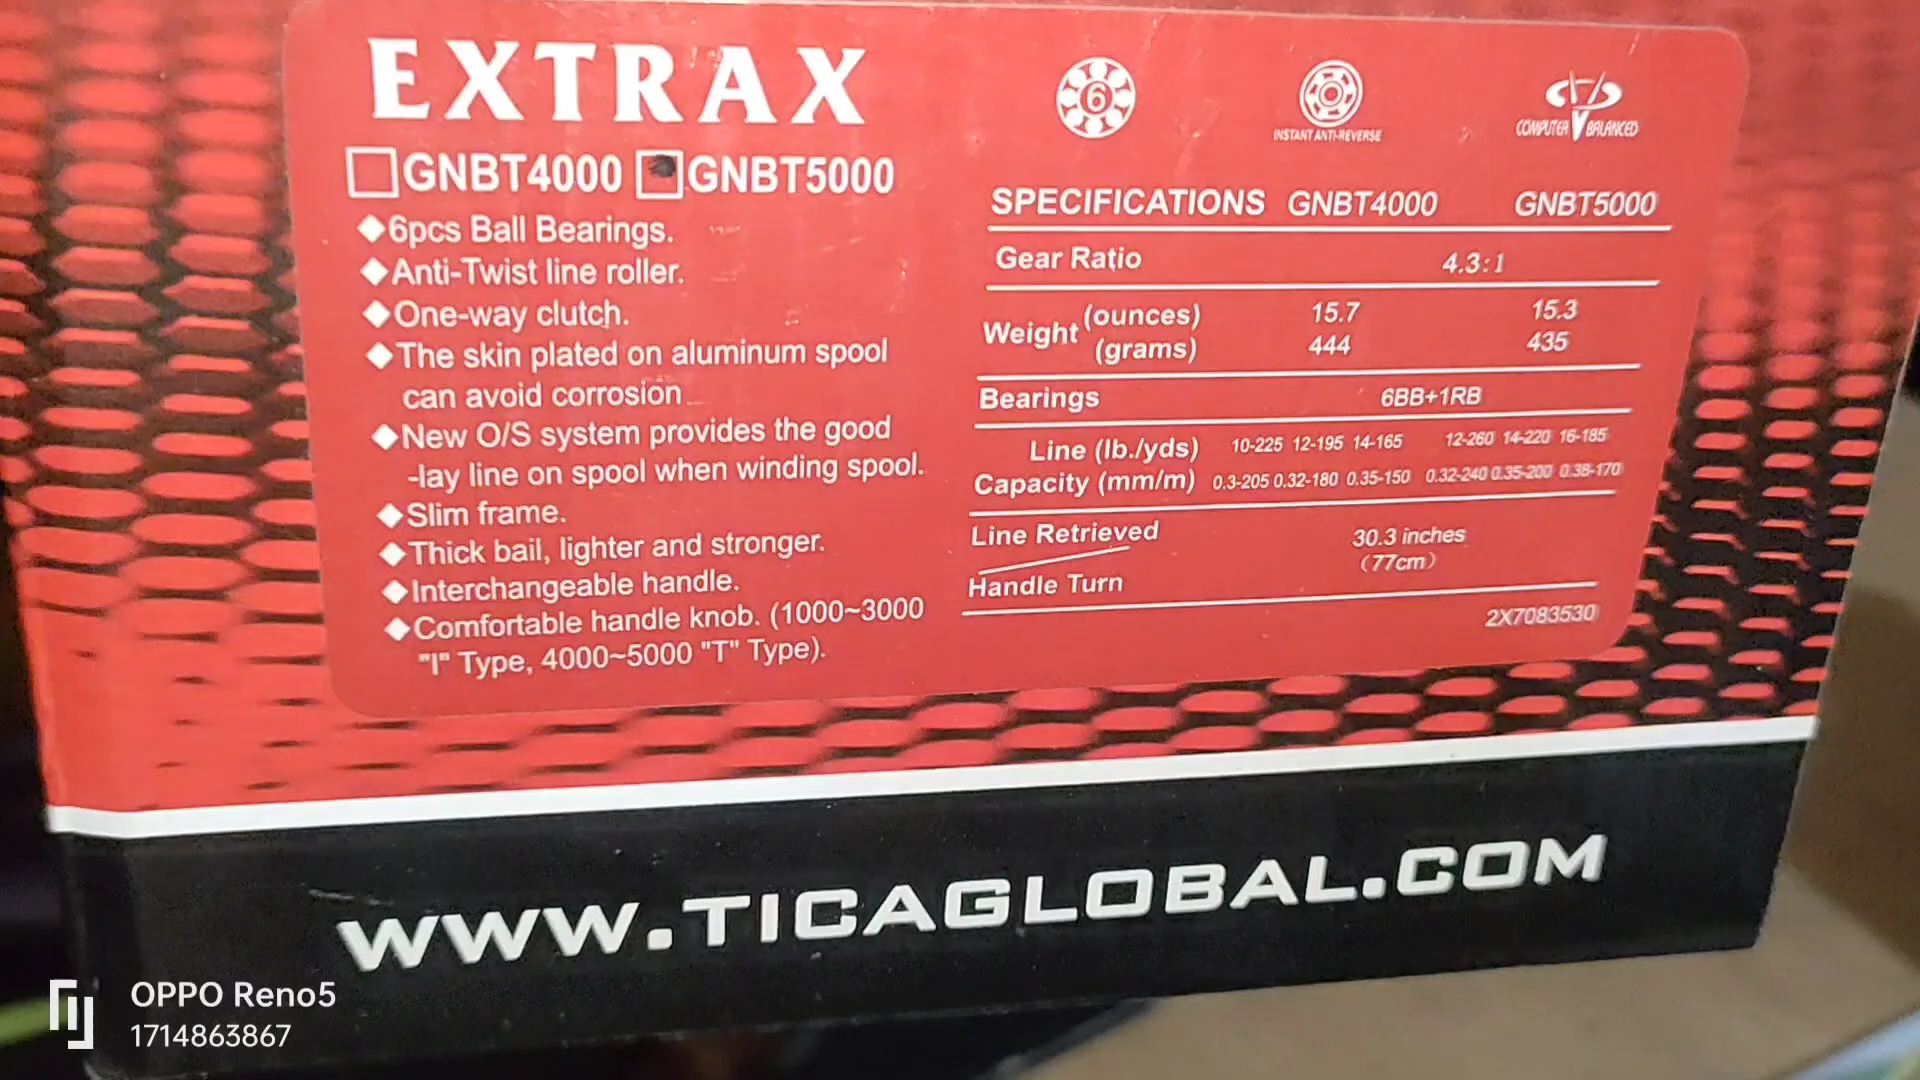 EXTRAX
GNBT4000 GNBT5000
6pcs Ball Bearings.
Anti-Twist line roller.
One-way clutch.
The skin plated on aluminum spool
can avoid corrosion
New O/S system provides the good
-lay line on spool when winding spool.
Slim frame.
Thick bail, lighter and stronger.
Interchangeable handle.
Comfortable handle knob. (1000~3000
"I" Type, 4000~5000 "T" Type).
6
INSTANT ANTI-REVERSE
COMPUTER BALANCED
SPECIFICATIONS GNBT4000 GNBT5000
Gear Ratio 4.3:1
Weight (ounces) 15.7 15.3
(grams) 444 435
Bearings 6BB+1RB
Line (lb./yds) 10-225 12-195 14-165 12-260 14-220 16-185
Capacity (mm/m) 0.3-205 0.32-180 0.35-150 0.32-240 0.35-200 0.38-170
Line Retrieved 30.3 inches
(77cm)
Handle Turn
2X7083530
WWW.TICAGLOBAL.COM
OPPO Reno5
1714863867